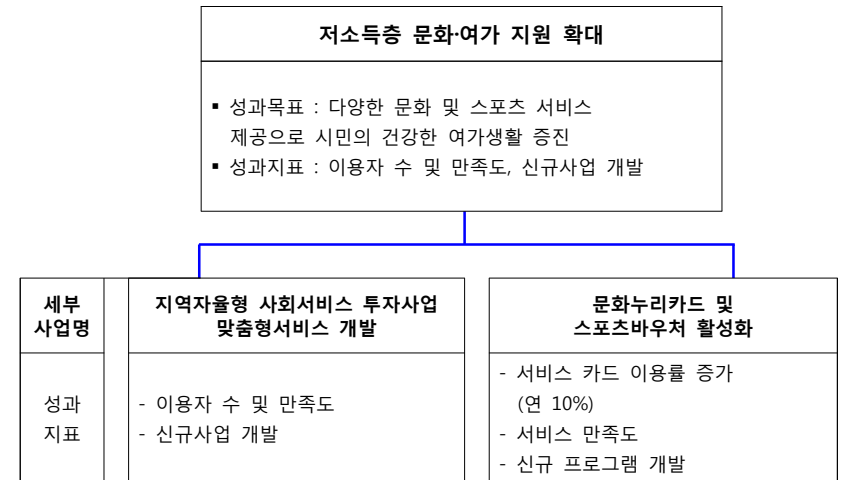 저소득층 문화·여가 지원 확대
▪ 성과목표 : 다양한 문화 및 스포츠 서비스
제공으로 시민의 건강한 여가생활 증진
▪ 성과지표 : 이용자 수 및 만족도, 신규사업 개발
세부
사업명
지역자율형 사회서비스 투자사업
맞춤형서비스 개발
문화누리카드 및
스포츠바우처 활성화
성과
지표
- 이용자 수 및 만족도
- 신규사업 개발
- 서비스 카드 이용률 증가
(연 10%)
- 서비스 만족도
- 신규 프로그램 개발